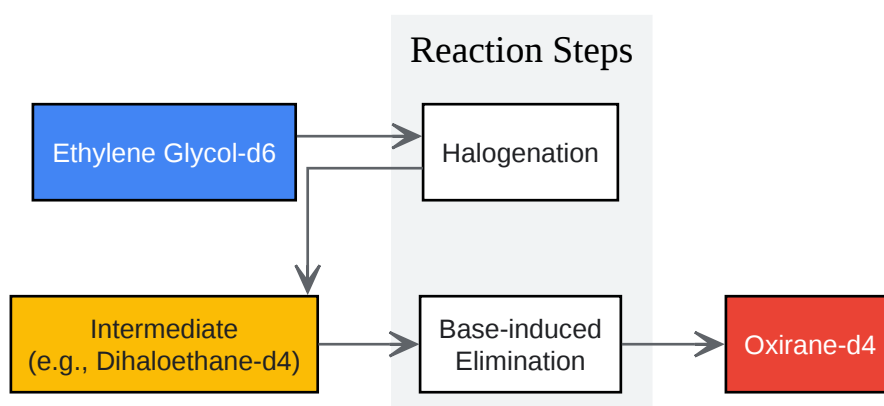 Reaction Steps
Ethylene Glycol-d6
Halogenation
Intermediate
(e.g., Dihaloethane-d4)
Base-induced
Elimination
Oxirane-d4